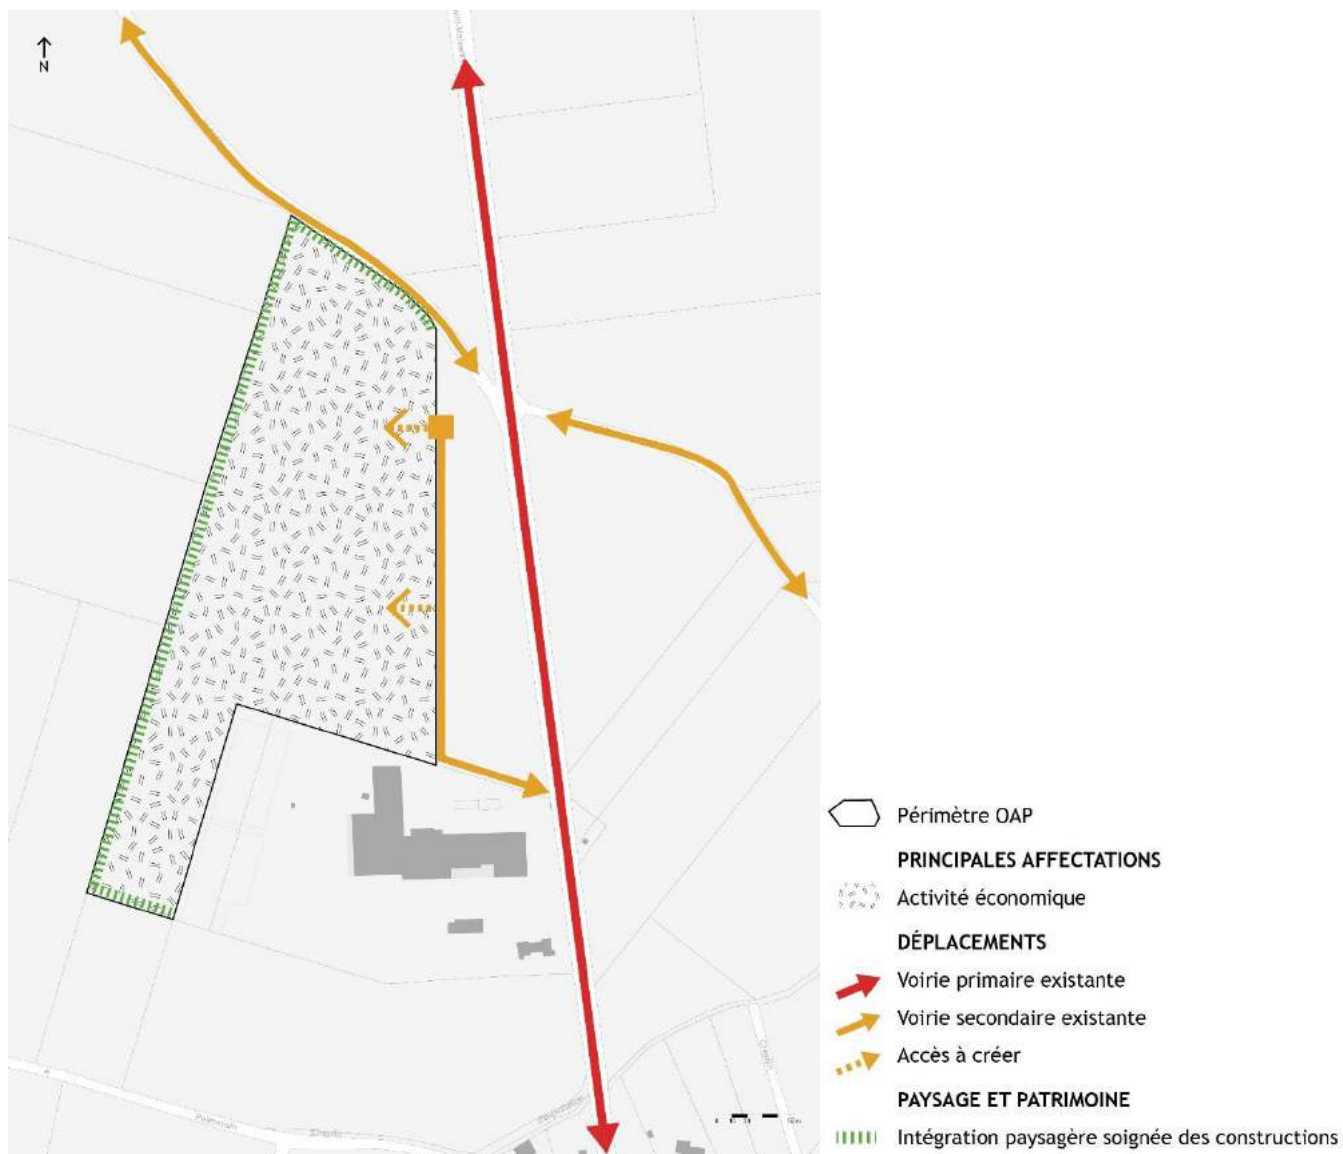 N
Périmètre OAP
PRINCIPALES AFFECTATIONS
Activité économique
DÉPLACEMENTS
Voirie primaire existante
Voirie secondaire existante
Accès à créer
PAYSAGE ET PATRIMOINE
Intégration paysagère soignée des constructions